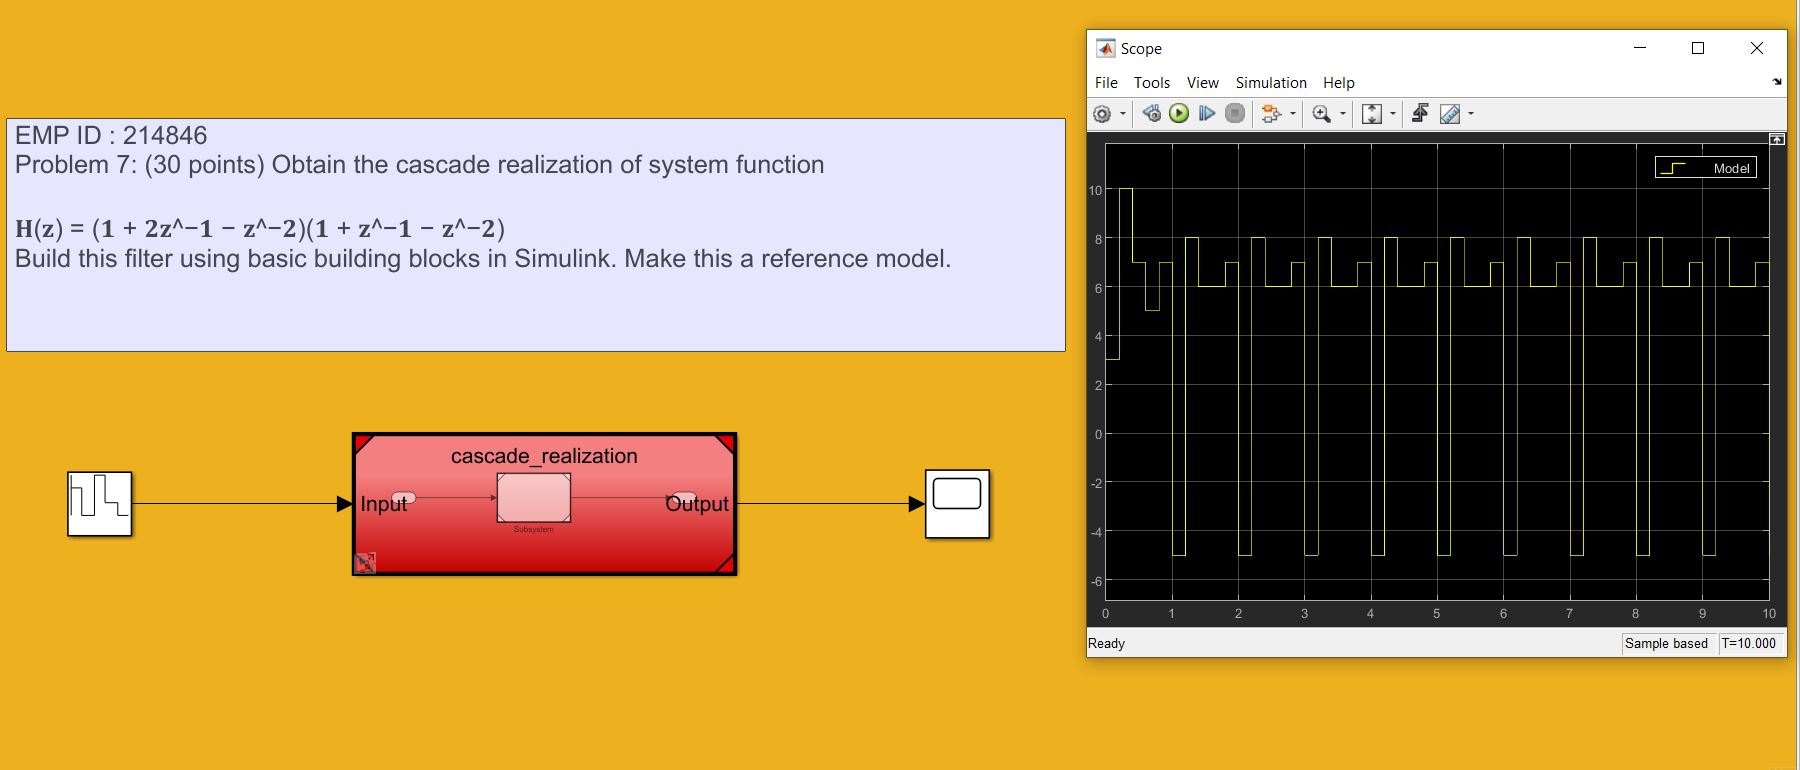 EMP ID : 214846
Problem 7: (30 points) Obtain the cascade realization of system function
H(z) = (1 + 2z^−1 − z^−2)(1 + z^−1 − z^−2)
Build this filter using basic building blocks in Simulink. Make this a reference model.
cascade_realization
Input
Output
Subsystem
Scope
File Tools View Simulation Help
Model
10
8
6
4
2
0
-2
-4
-6
0 1 2 3 4 5 6 7 8 9 10
Ready
Sample based T=10.000